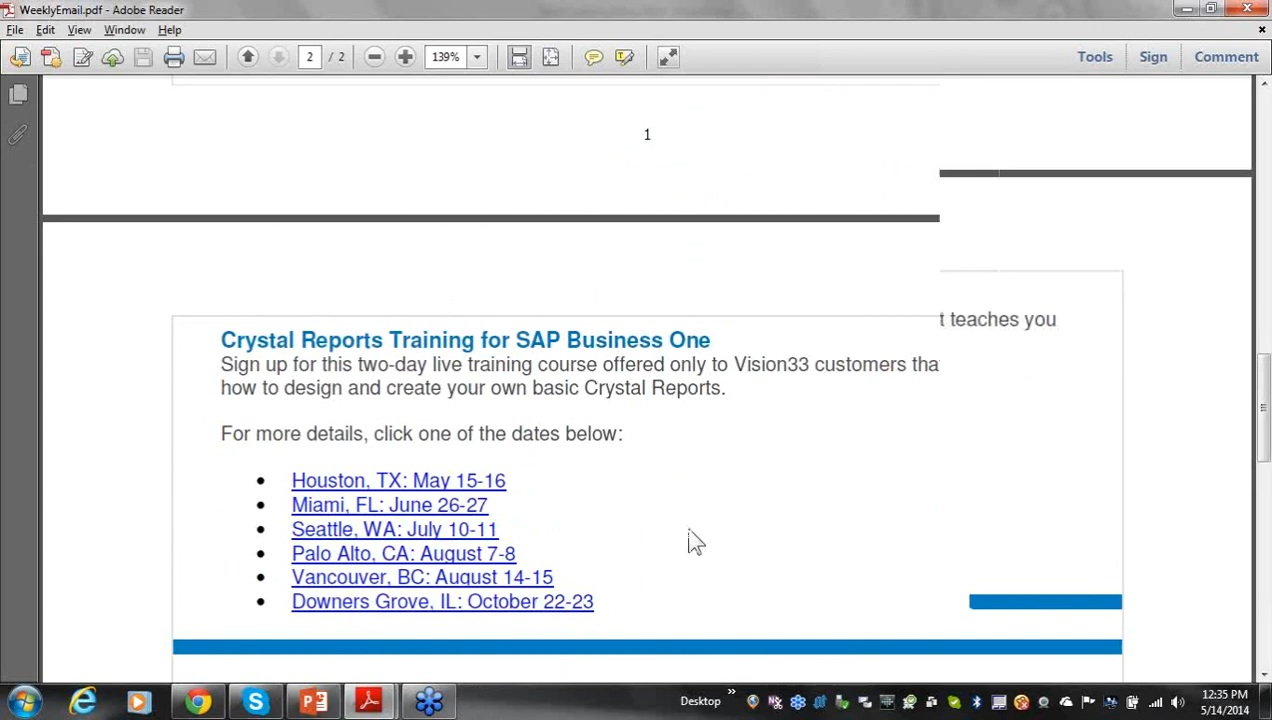 WeeklyEmail.pdf - Adobe Reader
File Edit View Window Help
2 / 2 139% Tools Sign Comment
1
t teaches you
Crystal Reports Training for SAP Business One
Sign up for this two-day live training course offered only to Vision33 customers tha
how to design and create your own basic Crystal Reports.
For more details, click one of the dates below:
Houston, TX: May 15-16
Miami, FL: June 26-27
Seattle, WA: July 10-11
Palo Alto, CA: August 7-8
Vancouver, BC: August 14-15
Downers Grove, IL: October 22-23
Desktop
12:35 PM
5/14/2014